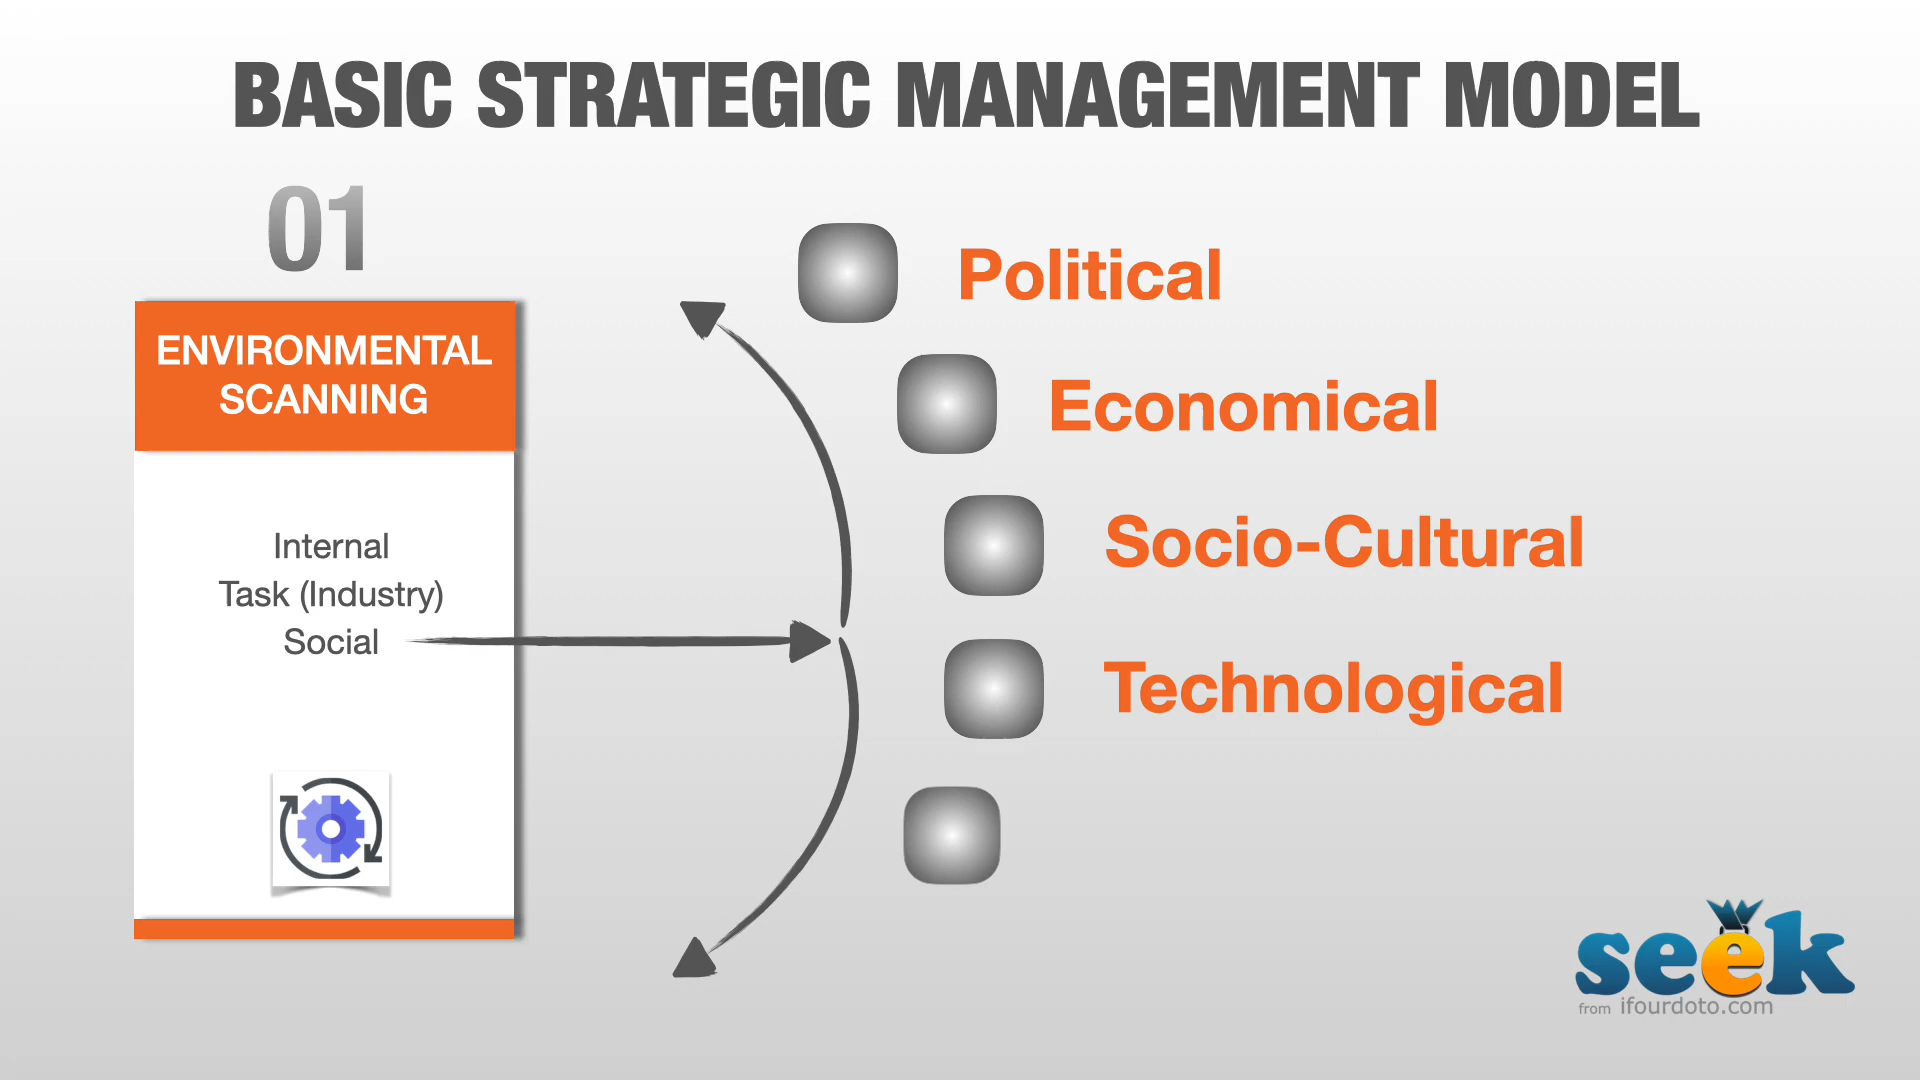 BASIC STRATEGIC MANAGEMENT MODEL
01
ENVIRONMENTAL
SCANNING
Internal
Task (Industry)
Social
Political
Economical
Socio-Cultural
Technological
seek
from ifourdoto.com